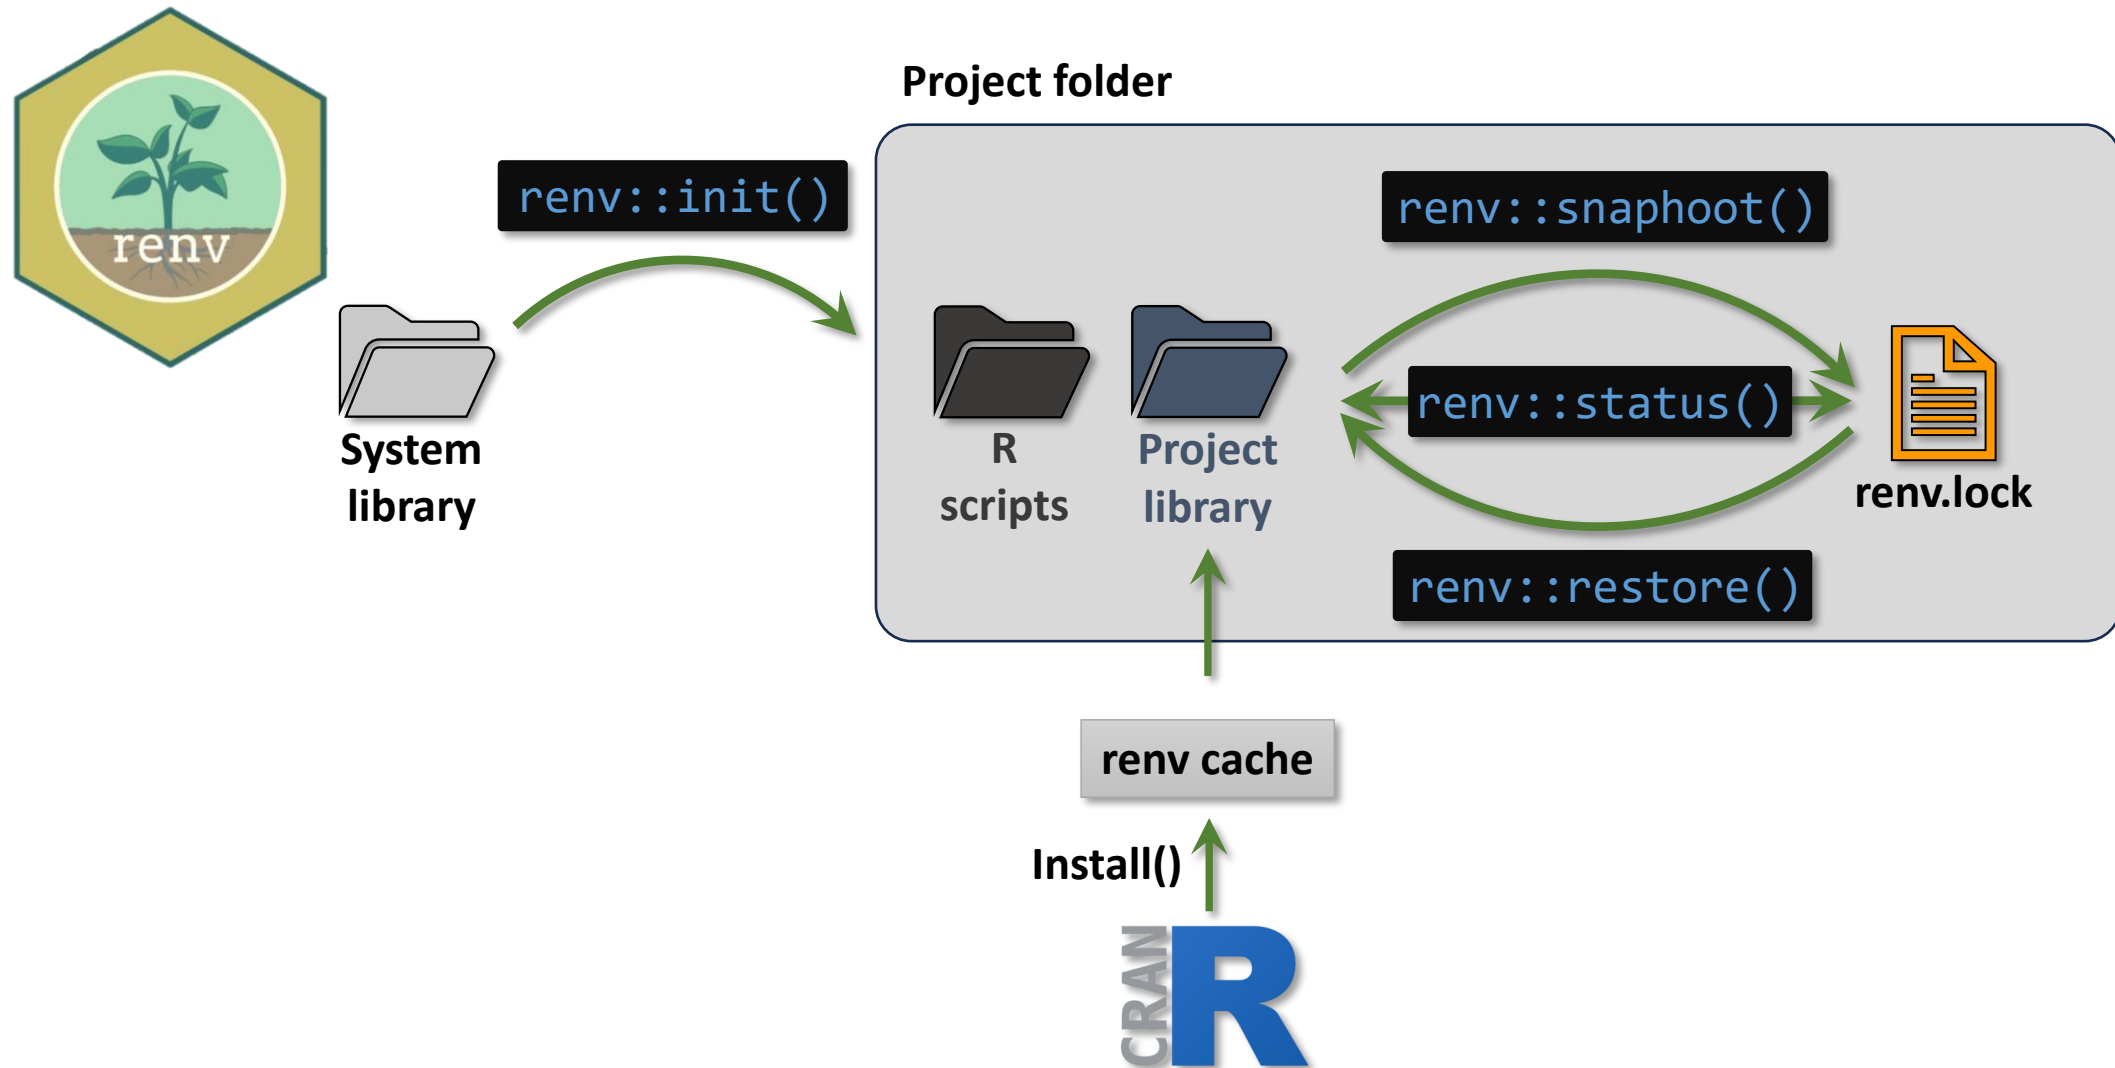 renv
Project folder
renv::init()
renv::snaphoot()
System
library
R
scripts
Project
library
renv::status()
renv.lock
renv::restore()
renv cache
Install()
CRAN
R